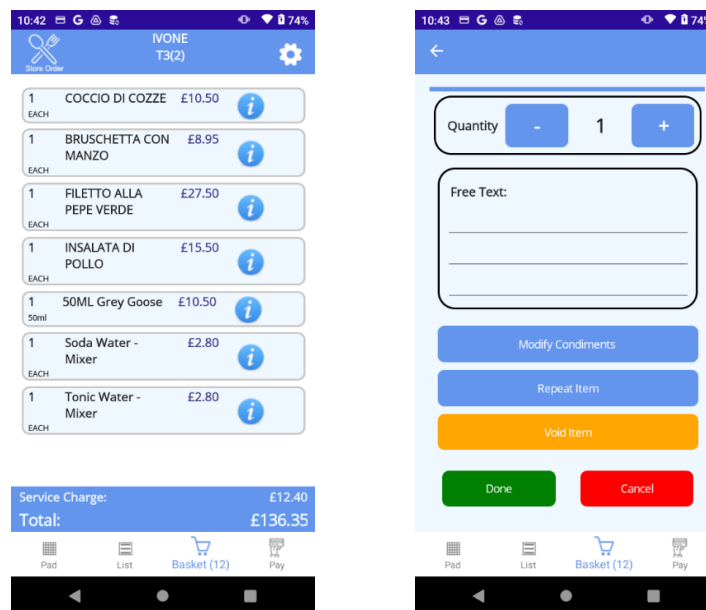 10:42 G 74%
IVONE
T3(2)
Store Order
1 COCCIO DI COZZE £10.50 i
EACH
1 BRUSCHETTA CON £8.95 i
MANZO
EACH
1 FILETTO ALLA £27.50 i
PEPE VERDE
EACH
1 INSALATA DI £15.50 i
POLLO
EACH
1 50ML Grey Goose £10.50 i
50ml
1 Soda Water - £2.80 i
Mixer
EACH
1 Tonic Water - £2.80 i
Mixer
EACH
Service Charge: £12.40
Total: £136.35
Pad List Basket (12) Pay
10:43 G 74%
Quantity - 1 +
Free Text:
Modify Condiments
Repeat Item
Void Item
Done Cancel
Pad List Basket (12) Pay